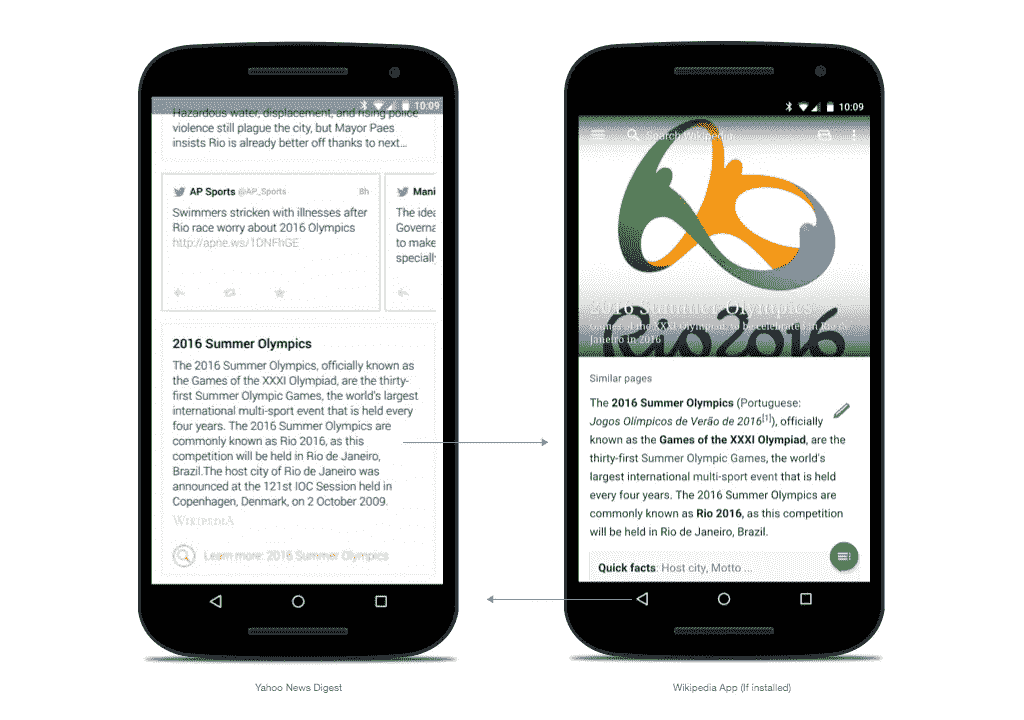 10:09
Hazardous water, displacement, and rising police
violence still plague the city, but Mayor Paes
insists Rio is already better off thanks to next...
AP Sports @AP_Sports 8h
Swimmers stricken with illnesses after
Rio race worry about 2016 Olympics
http://apne.ws/1DNFhGE
Mani
The idea
Governa
to make
specially
2016 Summer Olympics
The 2016 Summer Olympics, officially known as
the Games of the XXXI Olympiad, are the thirty-
first Summer Olympic Games, the world's largest
international multi-sport event that is held every
four years. The 2016 Summer Olympics are
commonly known as Rio 2016, as this
competition will be held in Rio de Janeiro,
Brazil.The host city of Rio de Janeiro was
announced at the 121st IOC Session held in
Copenhagen, Denmark, on 2 October 2009.
WIKIPEDIA
Learn more: 2016 Summer Olympics
Yahoo News Digest
10:09
Search Wikipedia
2016 Summer Olympics
Games of the XXXI Olympiad, to be celebrated in Rio de
Janeiro in 2016
Rio2016
Similar pages
The 2016 Summer Olympics (Portuguese:
Jogos Olímpicos de Verão de 2016[1]), officially
known as the Games of the XXXI Olympiad, are the
thirty-first Summer Olympic Games, the world's
largest international multi-sport event that is held
every four years. The 2016 Summer Olympics are
commonly known as Rio 2016, as this competition
will be held in Rio de Janeiro, Brazil.
Quick facts: Host city, Motto ...
Wikipedia App (If installed)